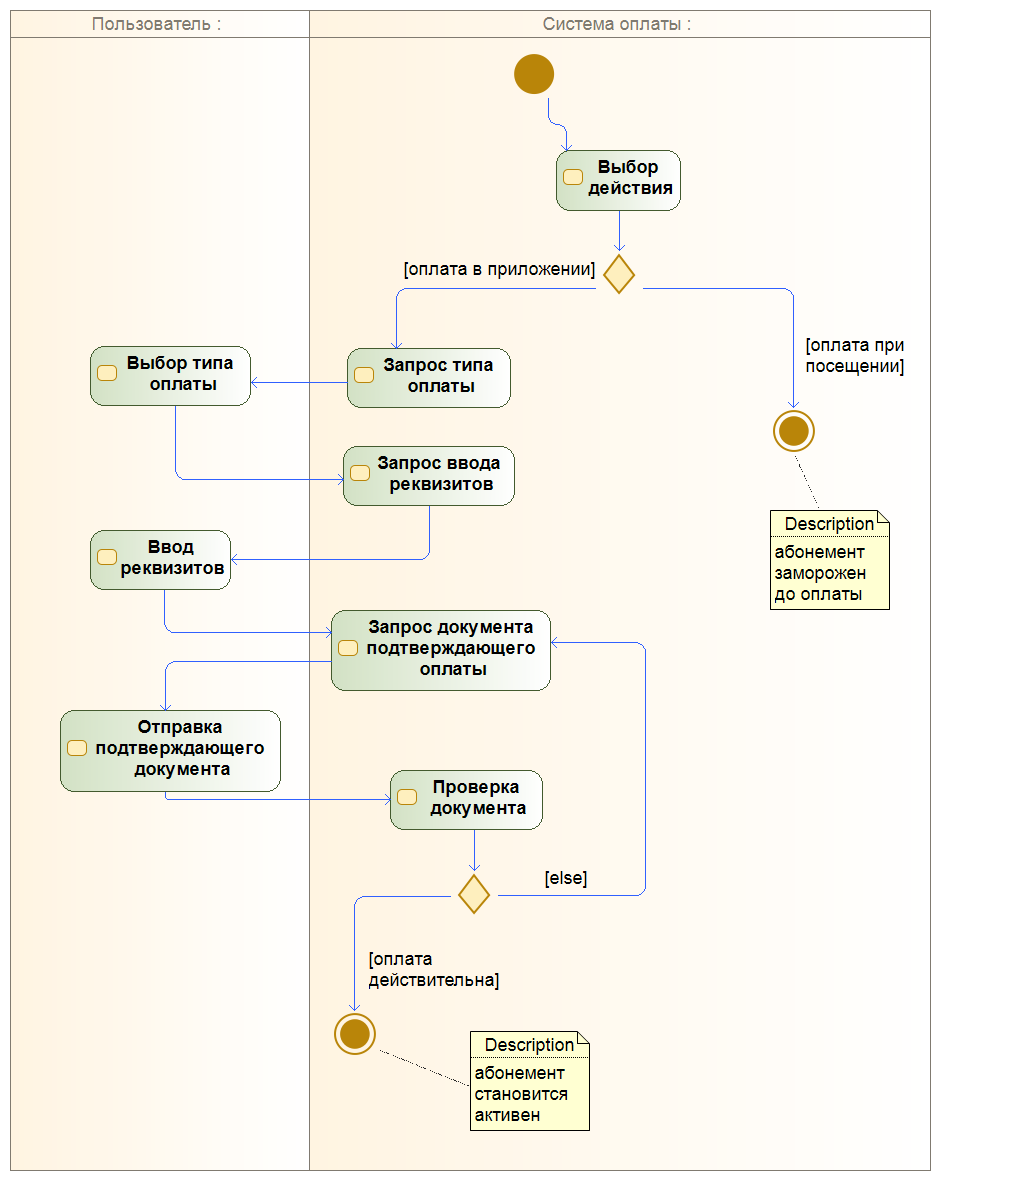 Пользователь :
Система оплаты :
Выбор
действия
[оплата в приложении]
[оплата при
посещении]
Выбор типа
оплаты
Запрос типа
оплаты
Запрос ввода
реквизитов
Description
абонемент
заморожен
до оплаты
Ввод
реквизитов
Запрос документа
подтверждающего
оплаты
Отправка
подтверждающего
документа
Проверка
документа
[else]
[оплата
действительна]
Description
абонемент
становится
активен